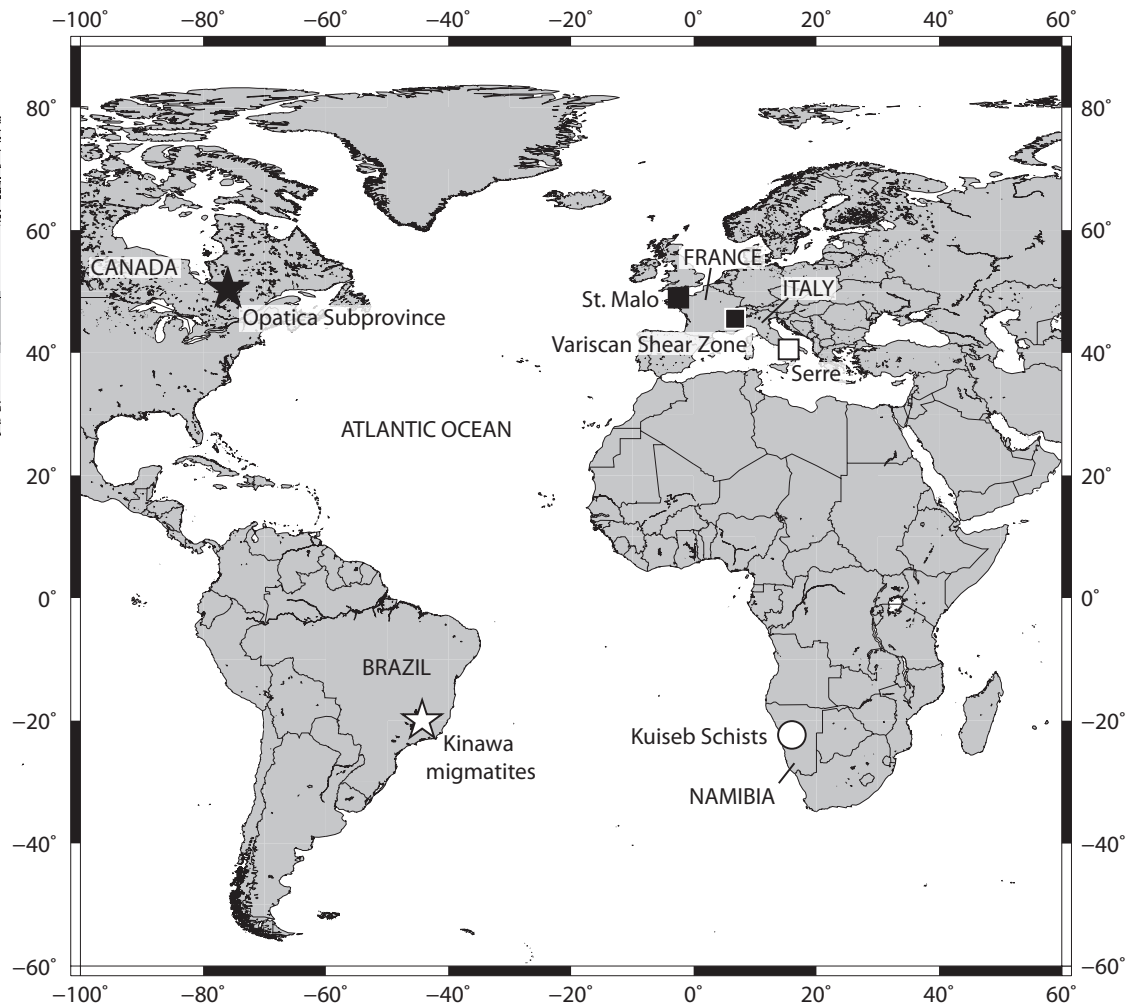 −100˚ −80˚ −60˚ −40˚ −20˚ 0˚ 20˚ 40˚ 60˚
80˚ 80˚
60˚ 60˚
FRANCE
CANADA
ITALY
St. Malo
Opatica Subprovince
Variscan Shear Zone
40˚ 40˚
Serre
ATLANTIC OCEAN
20˚ 20˚
0˚ 0˚
BRAZIL
−20˚ −20˚
Kuiseb Schists
Kinawa
migmatites
NAMIBIA
−40˚ −40˚
−60˚ −60˚
−100˚ −80˚ −60˚ −40˚ −20˚ 0˚ 20˚ 40˚ 60˚